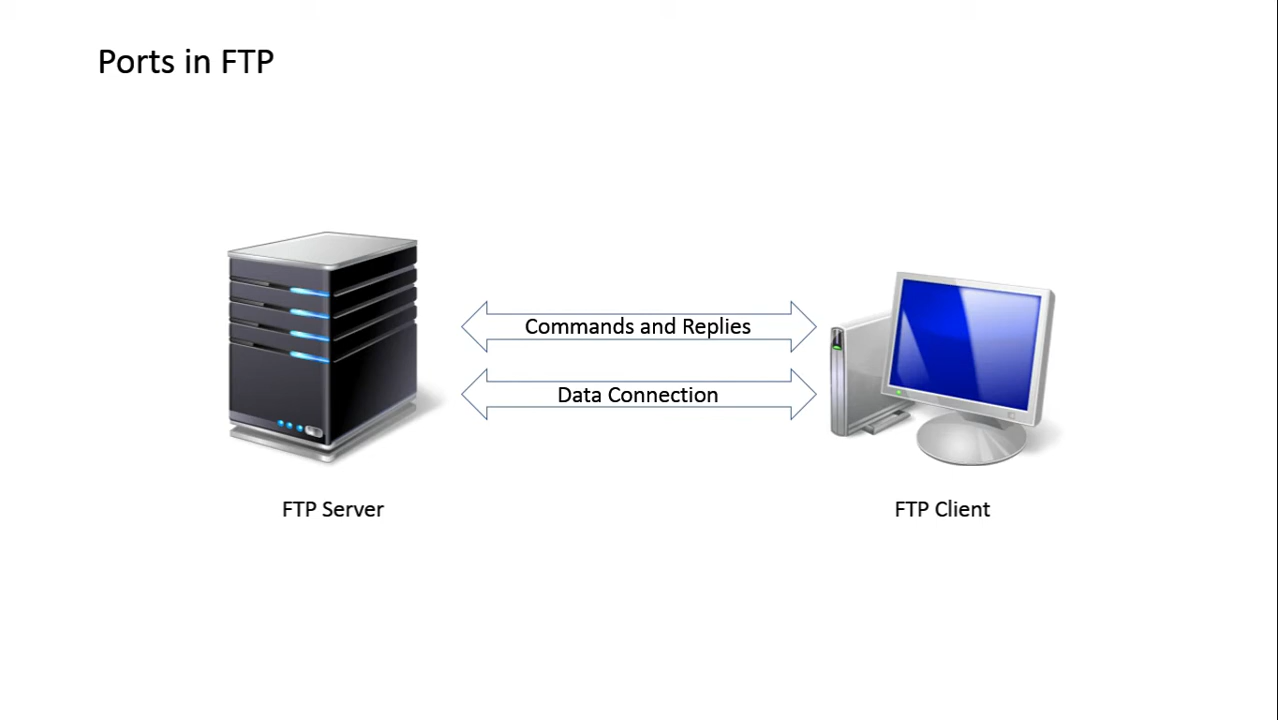 Ports in FTP
Commands and Replies
Data Connection
FTP Server
FTP Client